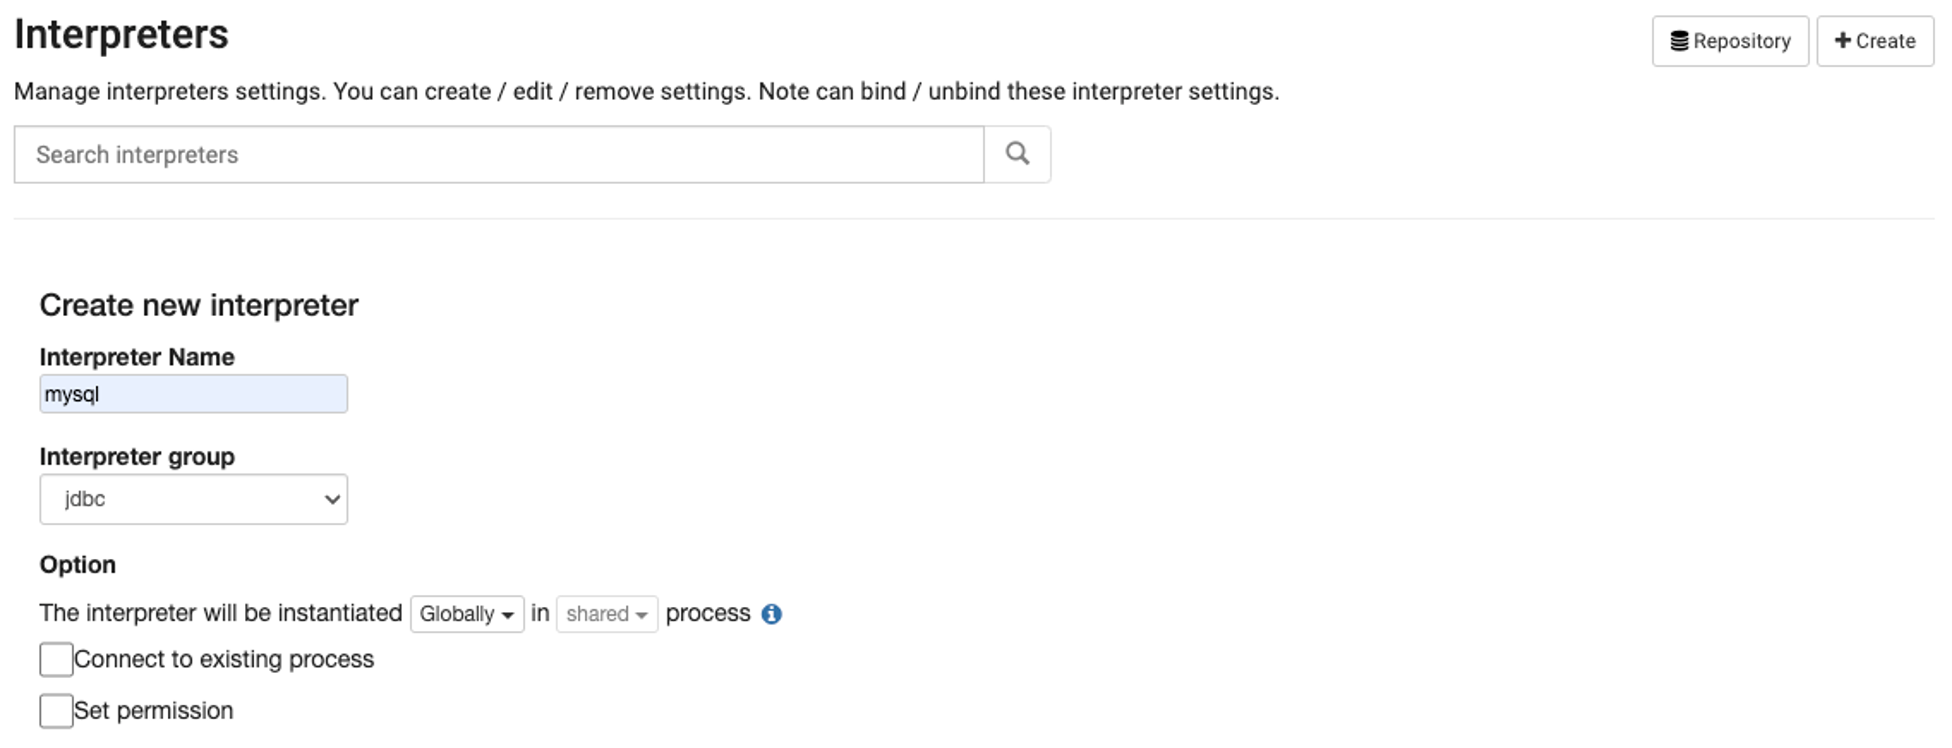 Interpreters
Repository
Create
Manage interpreters settings. You can create / edit / remove settings. Note can bind / unbind these interpreter settings.
Search interpreters
Create new interpreter
Interpreter Name
mysql
Interpreter group
jdbc
Option
The interpreter will be instantiated Globally in shared process
Connect to existing process
Set permission